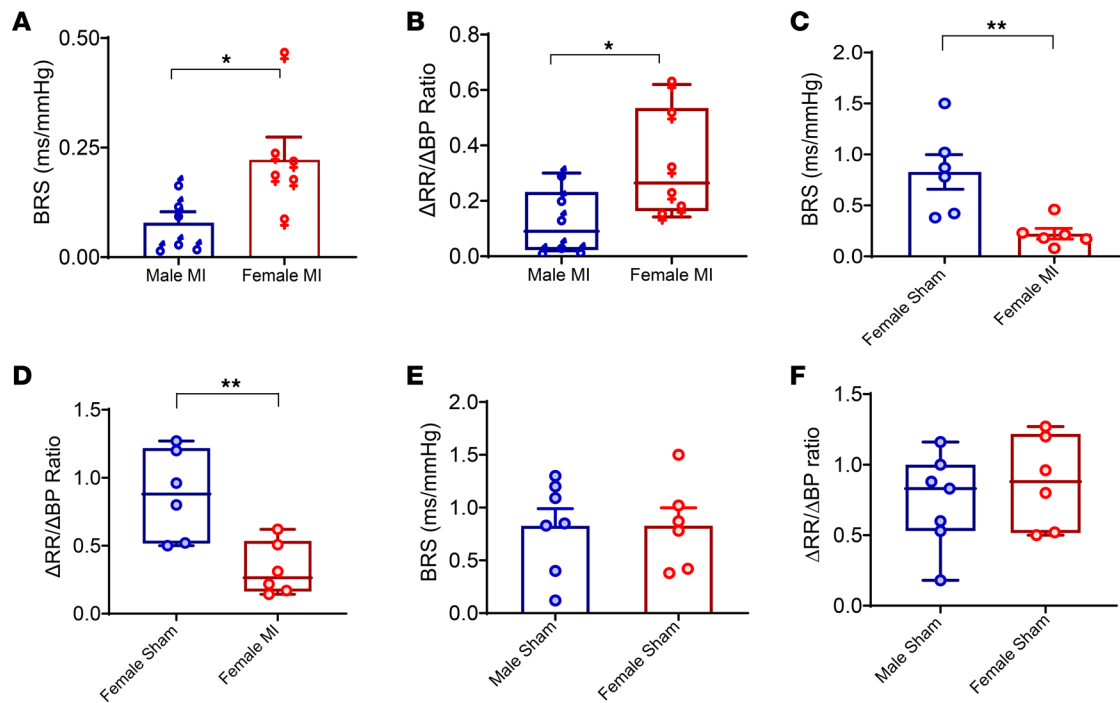 A
BRS (ms/mmHg)
0.50
0.25
0.00
*
Male MI
Female MI
B
ΔRR/ΔBP Ratio
0.8
0.6
0.4
0.2
0.0
*
Male MI
Female MI
C
BRS (ms/mmHg)
2.0
1.5
1.0
0.5
0.0
**
Female Sham
Female MI
D
ΔRR/ΔBP Ratio
1.5
1.0
0.5
0.0
**
Female Sham
Female MI
E
BRS (ms/mmHg)
2.0
1.5
1.0
0.5
0.0
Male Sham
Female Sham
F
ΔRR/ΔBP ratio
1.5
1.0
0.5
0.0
Male Sham
Female Sham